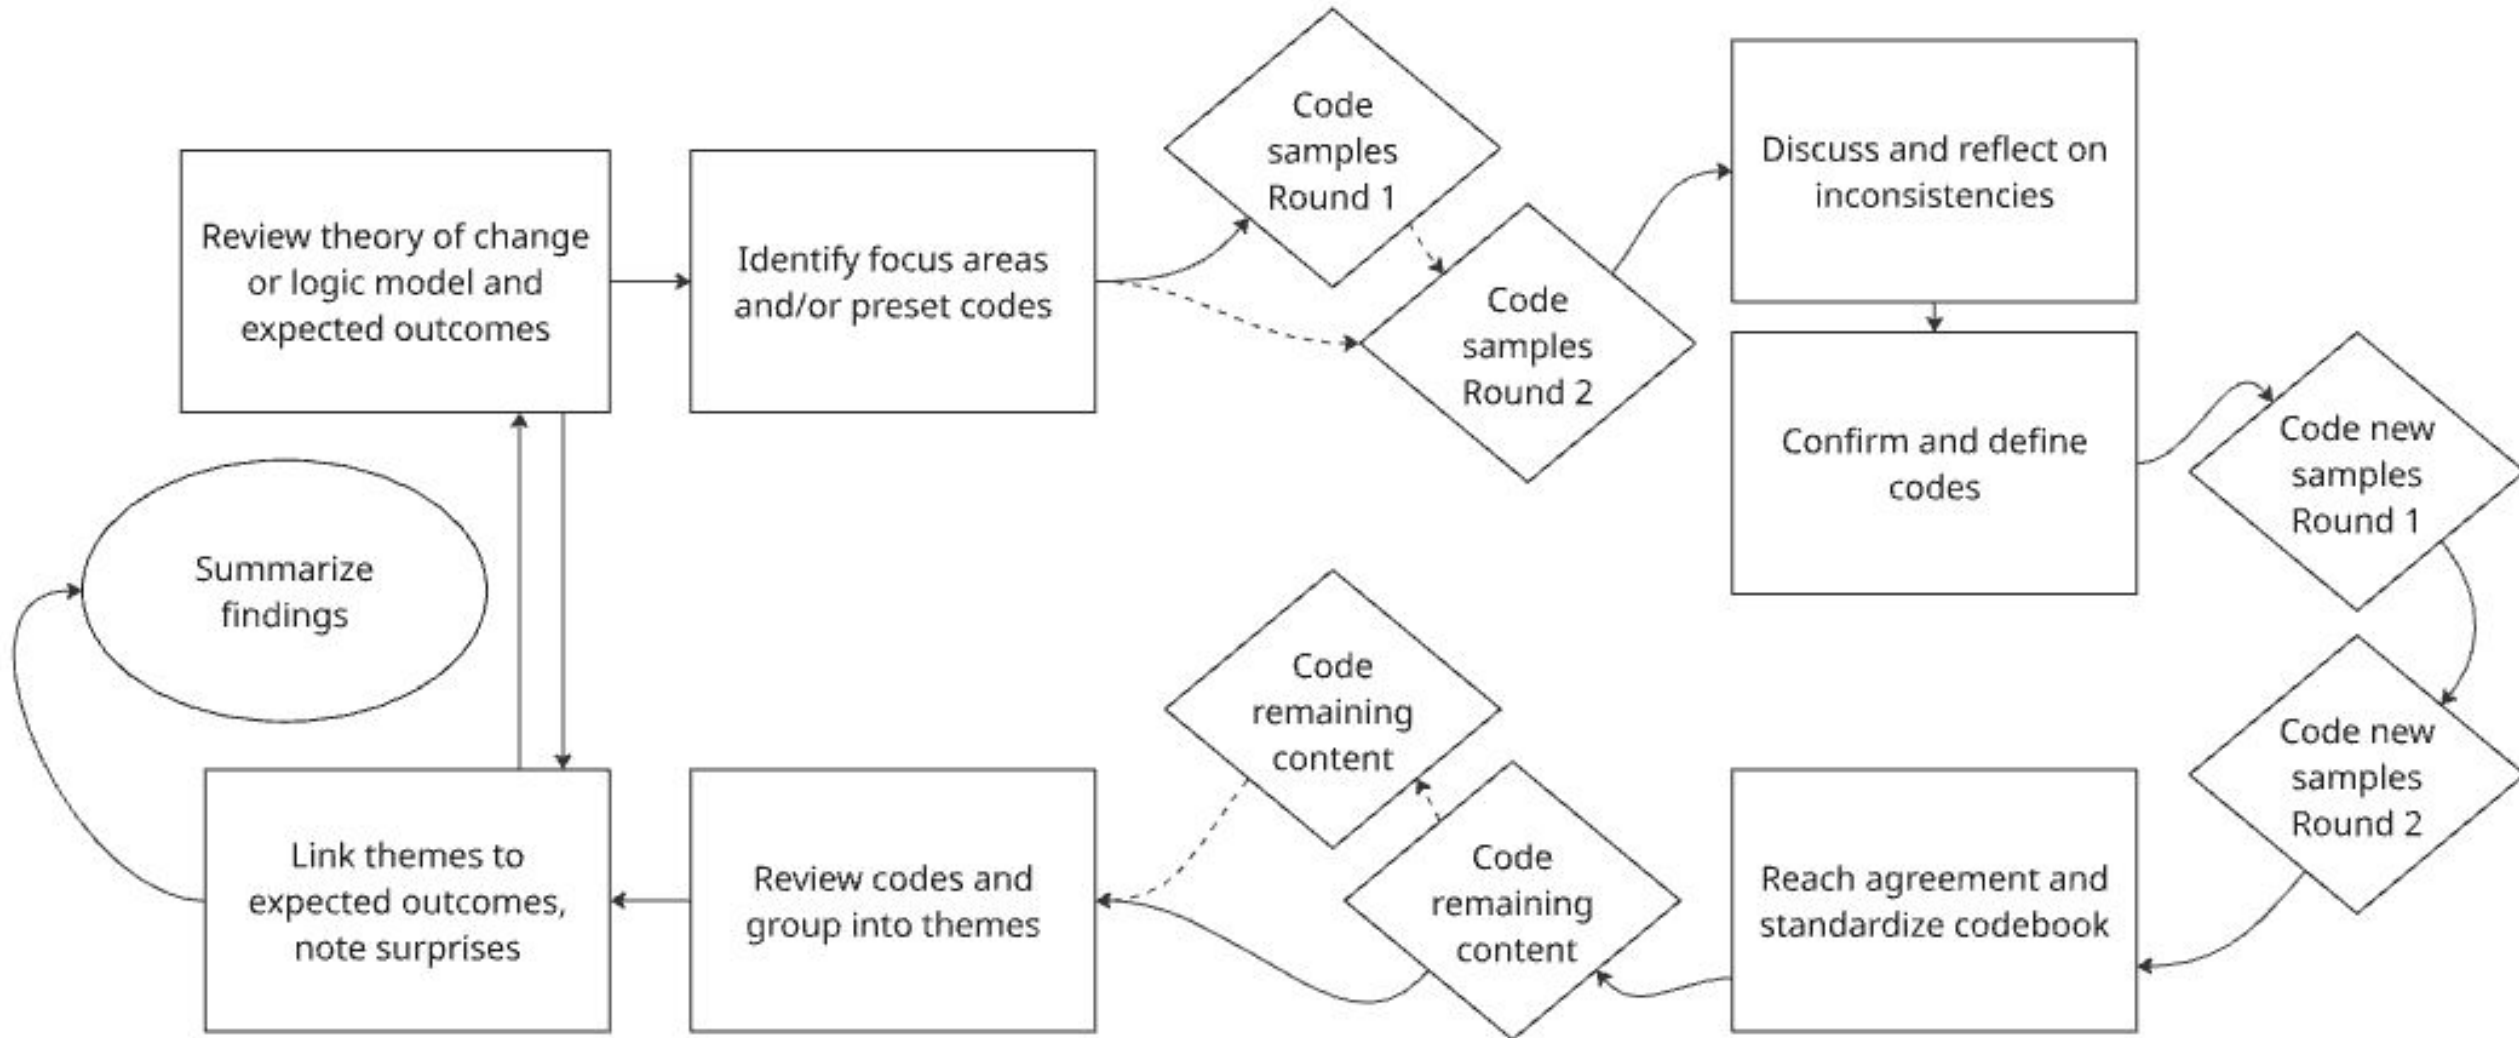 Review theory of change
or logic model and
expected outcomes
Identify focus areas
and/or preset codes
Code
samples
Round 1
Code
samples
Round 2
Discuss and reflect on
inconsistencies
Confirm and define
codes
Code new
samples
Round 1
Code new
samples
Round 2
Reach agreement and
standardize codebook
Code
remaining
content
Code
remaining
content
Review codes and
group into themes
Link themes to
expected outcomes,
note surprises
Summarize
findings